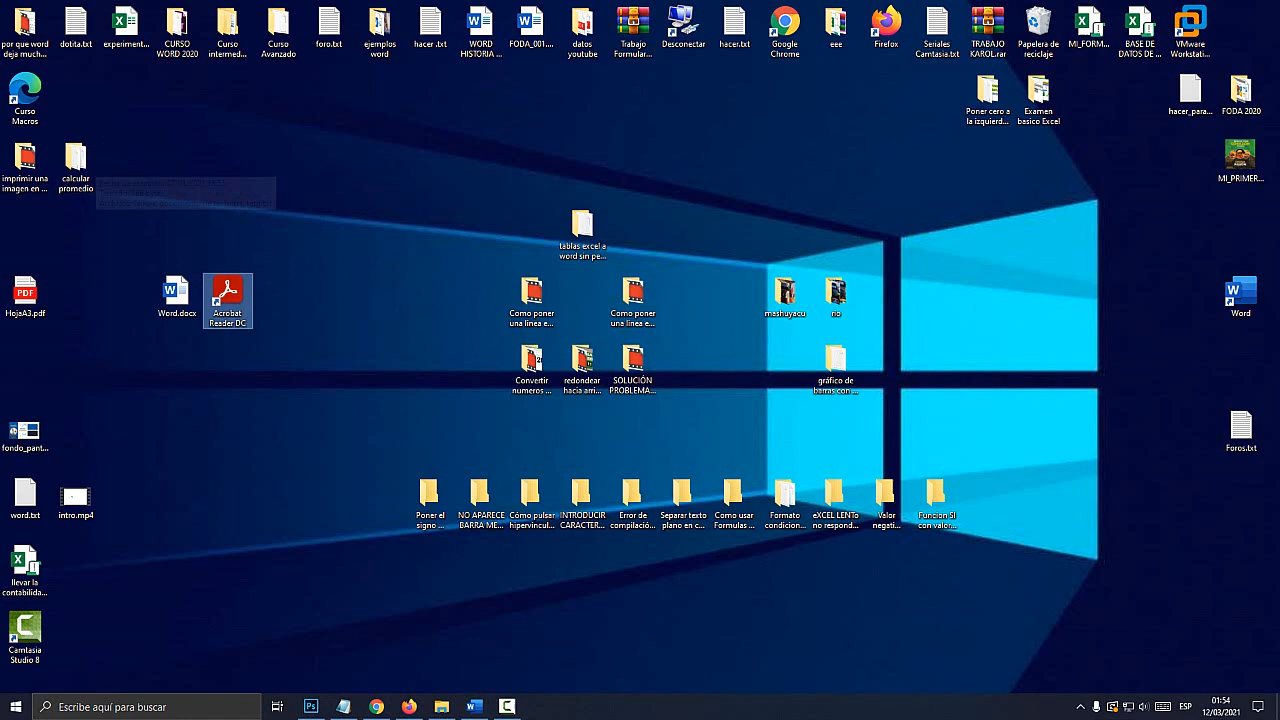 por que word
deja much...
dotita.txt
experiment...
CURSO
WORD 2020
Curso
intermed...
Curso
Avanzado
foro.txt
ejemplos
word
hacer .txt
WORD
HISTORIA ...
FODA_001....
datos
youtube
Trabajo
Formular...
Desconectar
hacer.txt
Google
Chrome
eee
Firefox
Seriales
Camtasia.txt
TRABAJO
KAROL.rar
Papelera de
reciclaje
MI_FORM...
BASE DE
DATOS DE ...
VMware
Workstati...
Curso
Macros
Poner cero a
la izquierd...
Examen
basico Excel
hacer_para...
FODA 2020
imprimir una
imagen en ...
calcular
promedio
MI_PRIMER...
tablas excel a
word sin pe...
PDF
HojaA3.pdf
Word.docx
Acrobat
Reader DC
Como poner
una linea e...
Como poner
una linea e...
mashuyacu
rio
Word
Convertir
numeros ...
redondear
hacia arri...
SOLUCIÓN
PROBLEMA...
gráfico de
barras con ...
fondo_pant...
Foros.txt
word.txt
intro.mp4
Poner el
signo ...
NO APARECE
BARRA ME...
Cómo pulsar
hipervincul...
INTRODUCIR
CARACTER...
Error de
compilació...
Separar texto
plano en c...
Como usar
Formulas ...
Formato
condicion...
eXCEL LENTo
no respond...
Valor
negati...
Funcion SI
con valor...
llevar la
contabilida...
Camtasia
Studio 8
Escribe aquí para buscar
Ps
ESP
01:54
12/03/2021